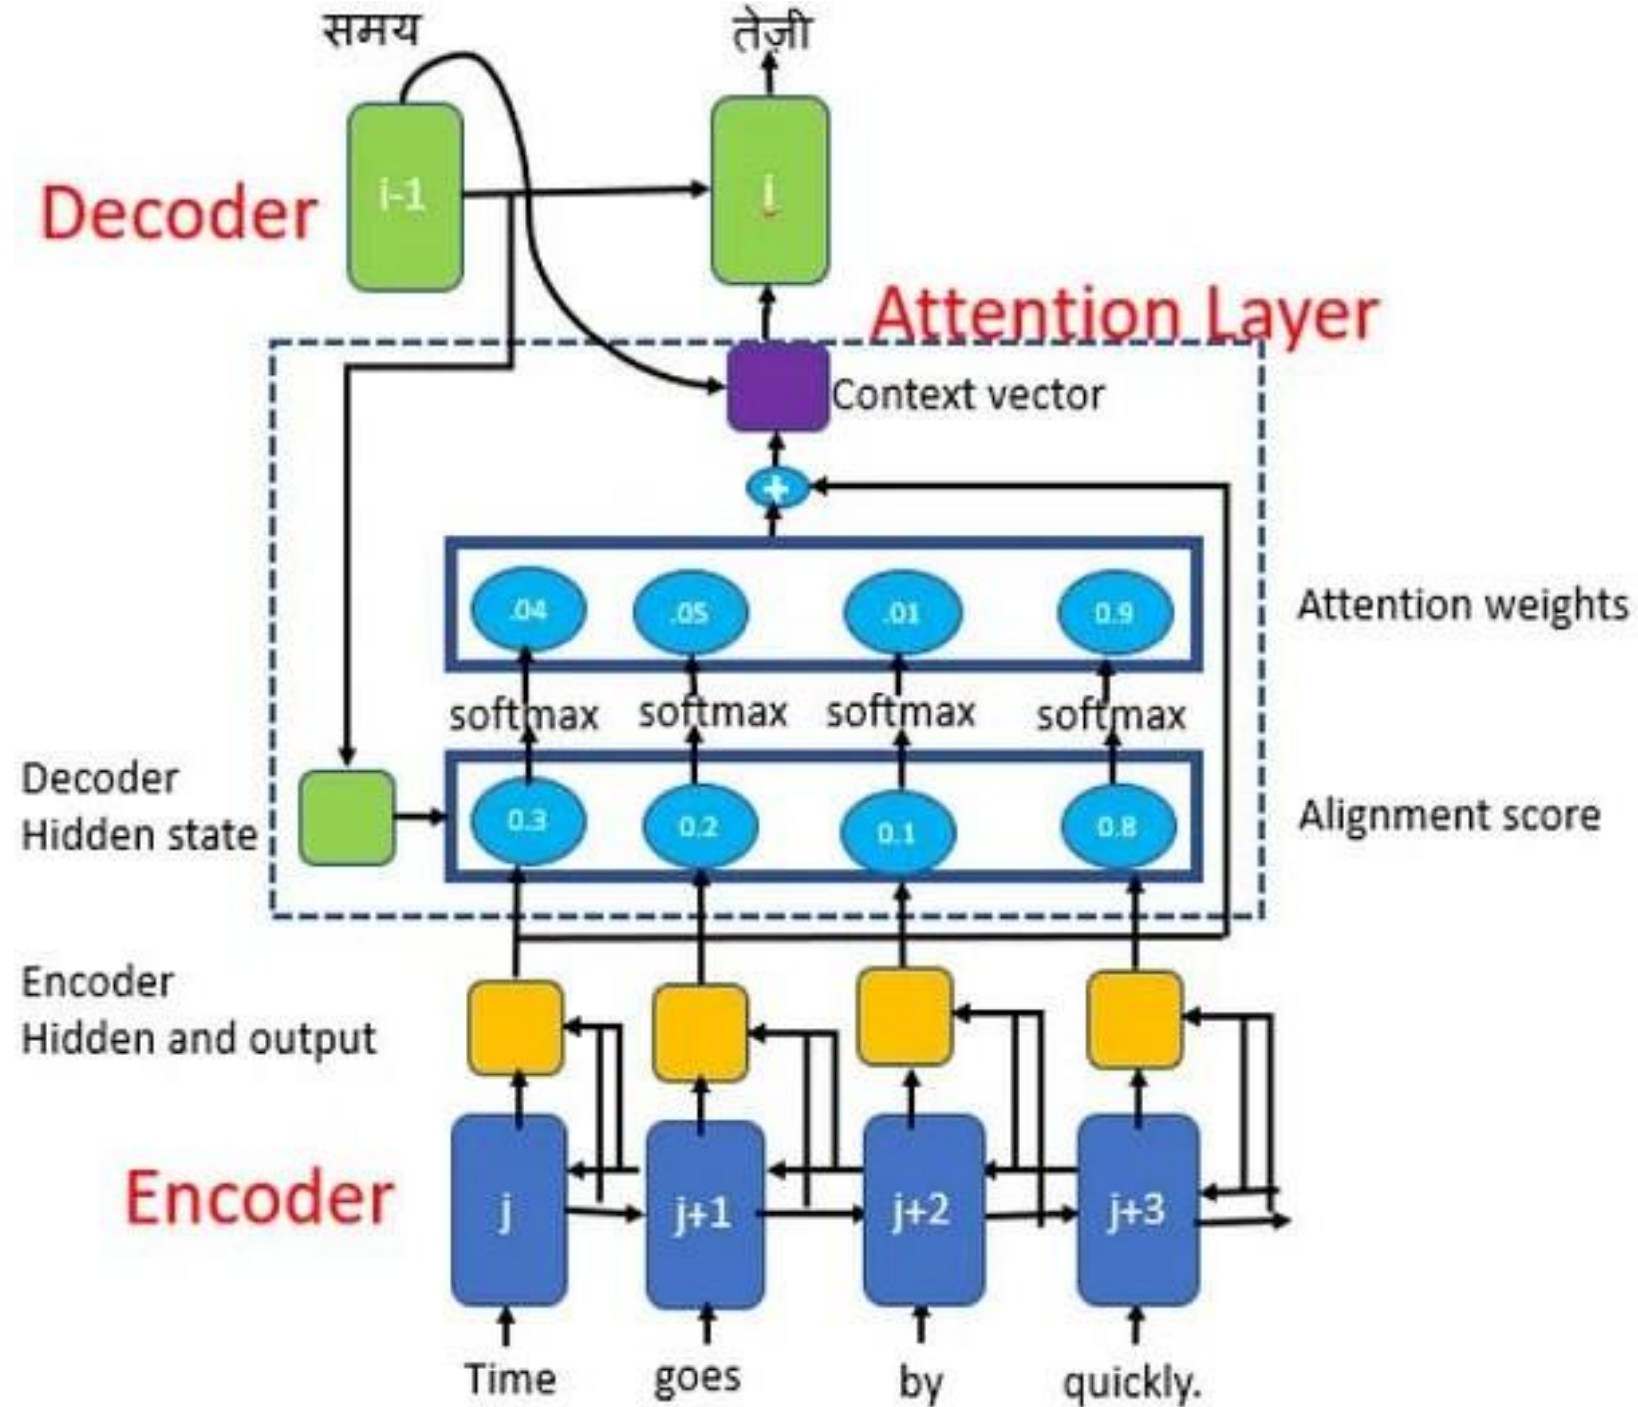 समय
तेज़ी
i-1
i
Decoder
Attention Layer
Context vector
+
.04
.05
.01
0.9
Attention weights
softmax
softmax
softmax
softmax
Decoder
Hidden state
0.3
0.2
0.1
0.8
Alignment score
Encoder
Hidden and output
Encoder
j
j+1
j+2
j+3
Time
goes
by
quickly.